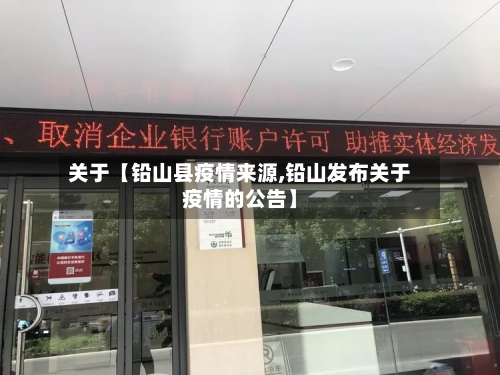 、取消企业银行账户许可 助推实体经济发
关于【铅山县疫情来源,铅山发布关于
疫情的公告】